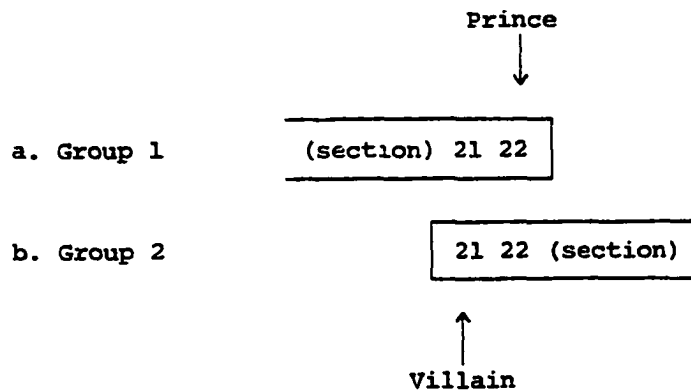 Prince
a. Group 1 (section) 21 22
b. Group 2 21 22 (section)
Villain